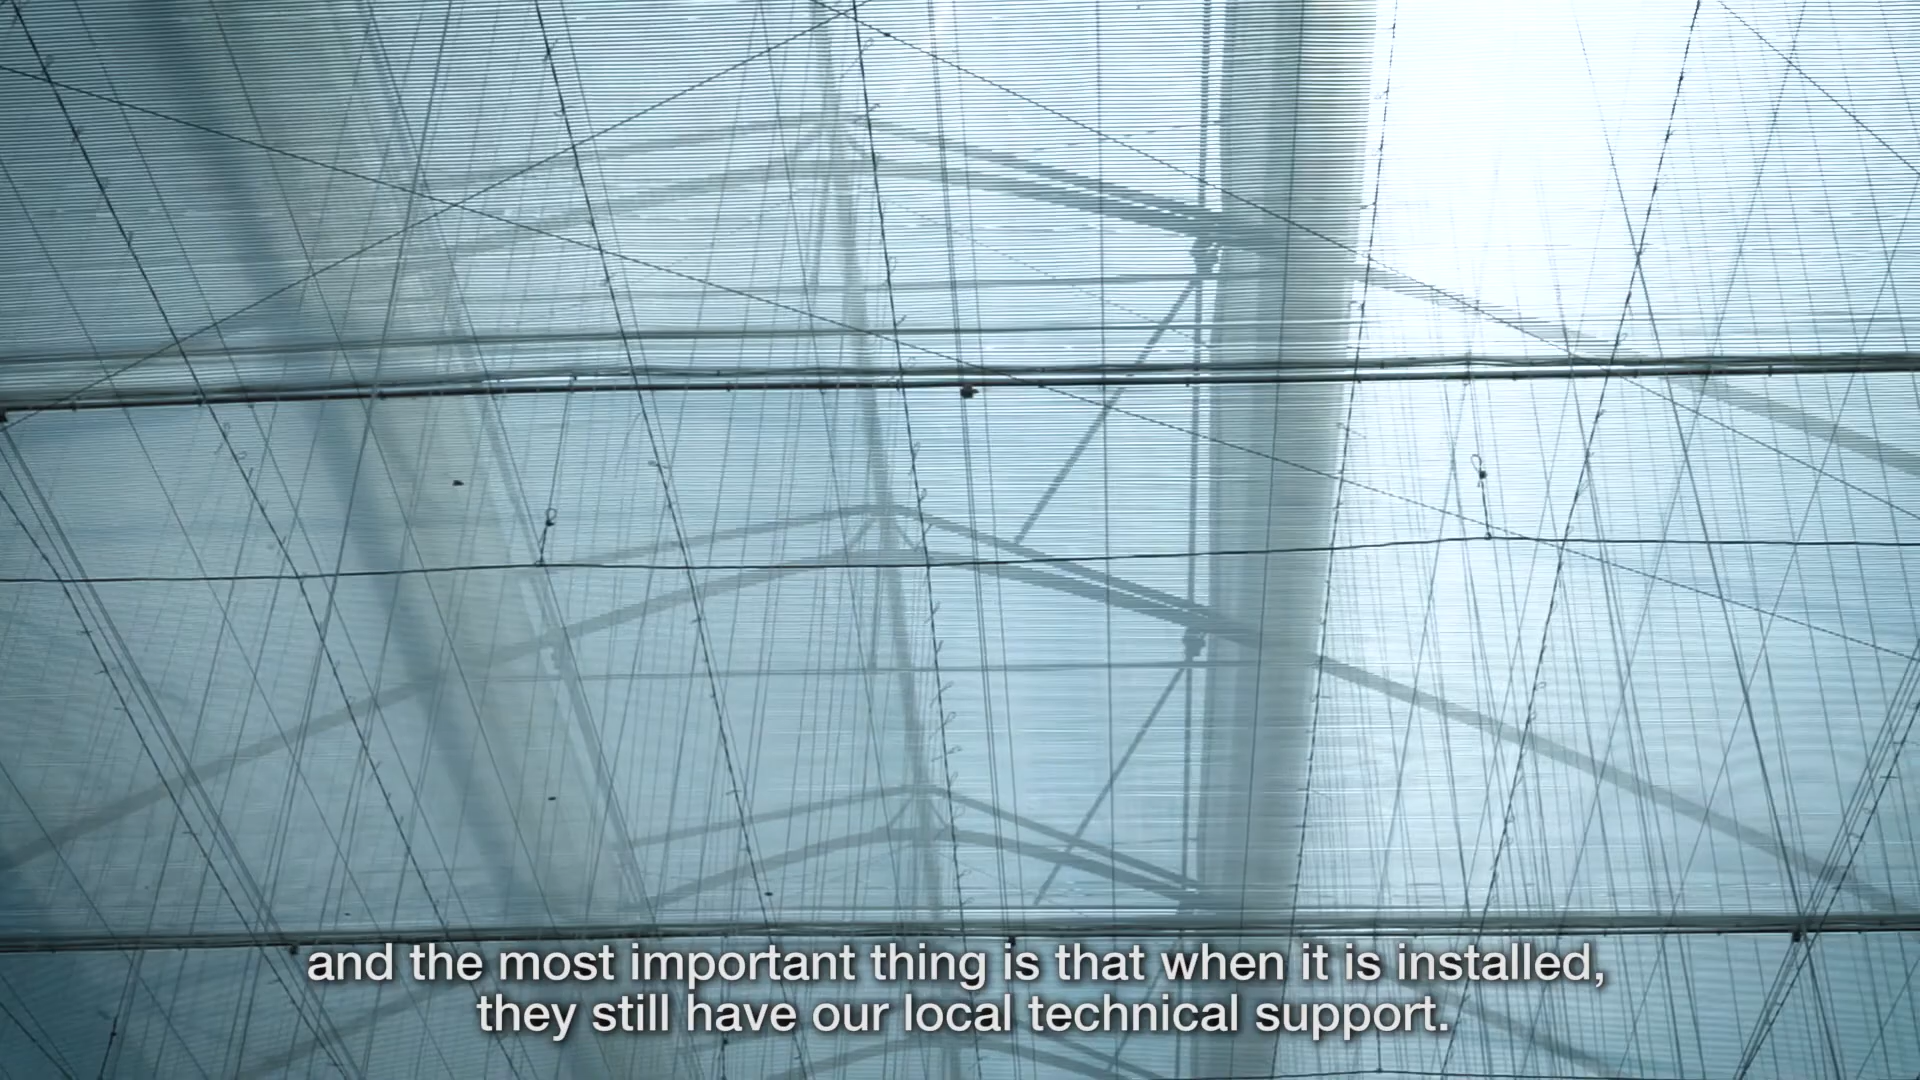 and the most important thing is that when it is installed,
they still have our local technical support.